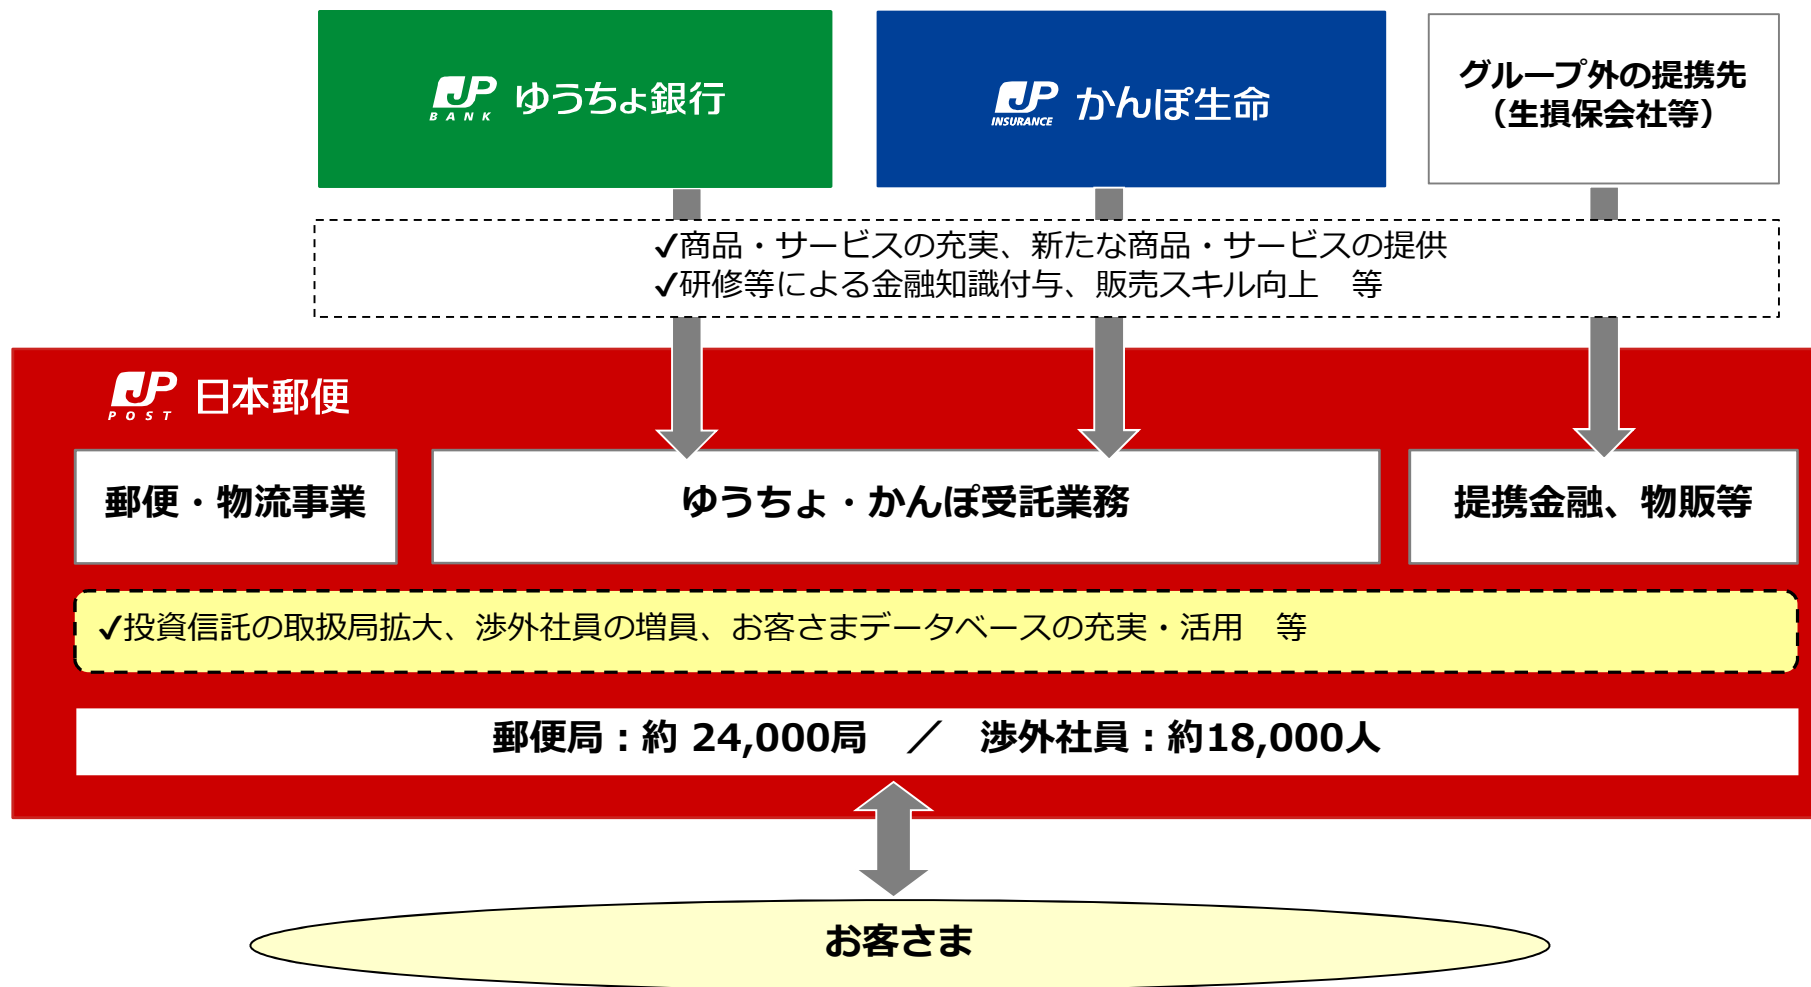 JP BANK ゆうちょ銀行
JP INSURANCE かんぽ生命
グループ外の提携先
（生損保会社等）
✓商品・サービスの充実、新たな商品・サービスの提供
✓研修等による金融知識付与、販売スキル向上　等
JP POST 日本郵便
郵便・物流事業
ゆうちょ・かんぽ受託業務
提携金融、物販等
✓投資信託の取扱局拡大、渉外社員の増員、お客さまデータベースの充実・活用　等
郵便局：約 24,000局　／　渉外社員：約18,000人
お客さま